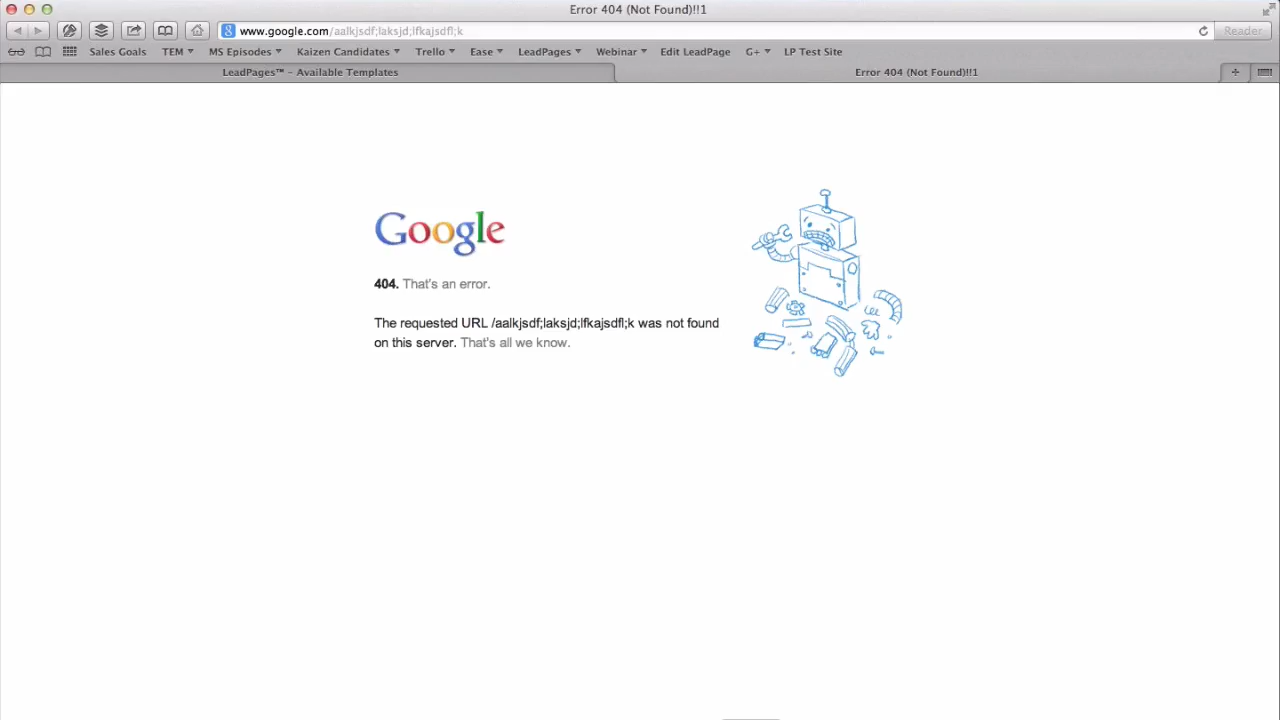 Error 404 (Not Found)!!1
www.google.com/aalkjsdf;laksjd;lfkajsdfl;k
Reader
Sales Goals TEM MS Episodes Kaizen Candidates Trello Ease LeadPages Webinar Edit LeadPage G+ LP Test Site
LeadPages™ – Available Templates Error 404 (Not Found)!!1
Google
404. That's an error.
The requested URL /aalkjsdf;laksjd;lfkajsdfl;k was not found
on this server. That's all we know.